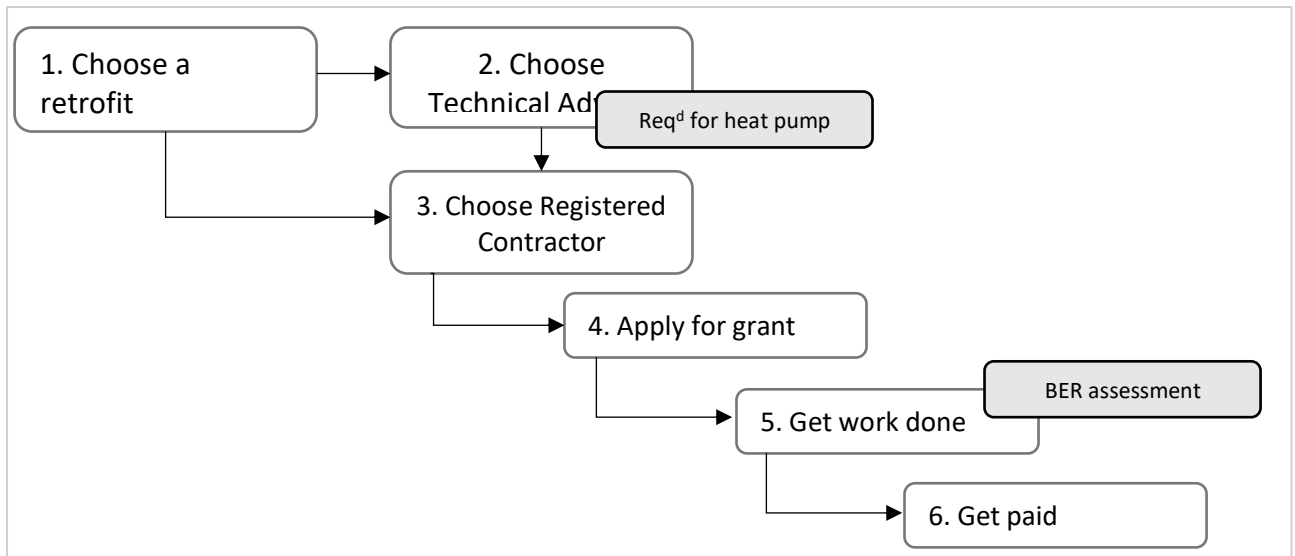 1. Choose a
retrofit
2. Choose
Technical
Req^d for heat pump
3. Choose Registered
Contractor
4. Apply for grant
BER assessment
5. Get work done
6. Get paid